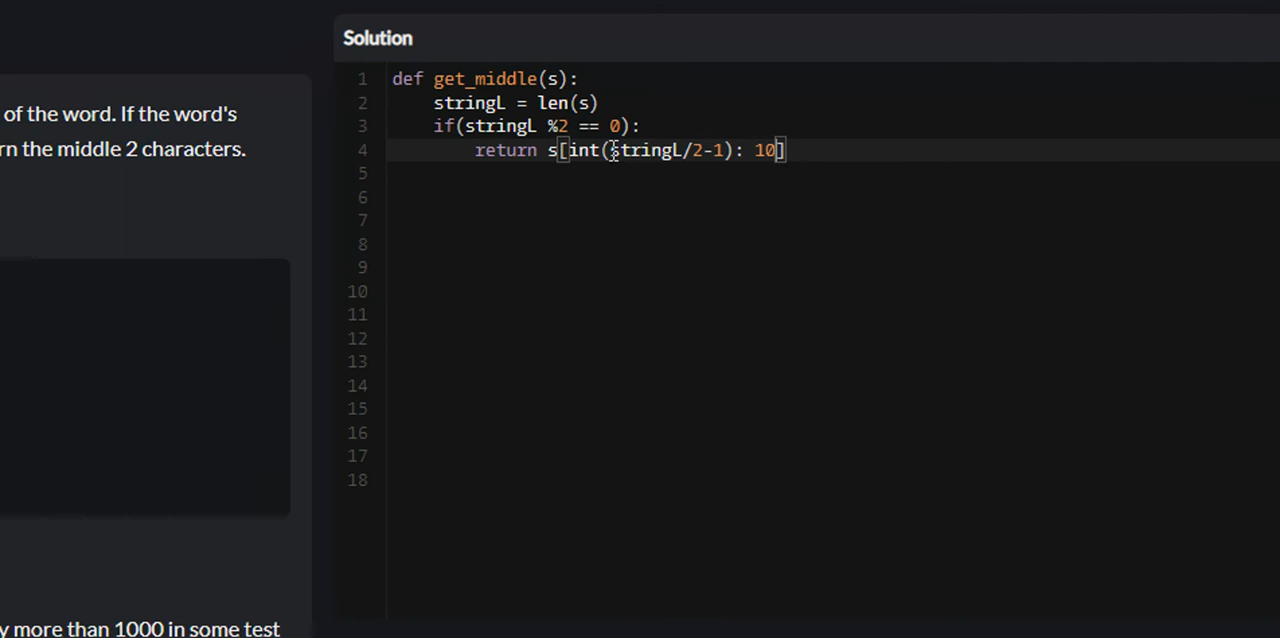 of the word. If the word's
rn the middle 2 characters.
y more than 1000 in some test
Solution
1 def get_middle(s):
2 stringL = len(s)
3 if(stringL %2 == 0):
4 return s[int(stringL/2-1): 10]
5
6
7
8
9
10
11
12
13
14
15
16
17
18